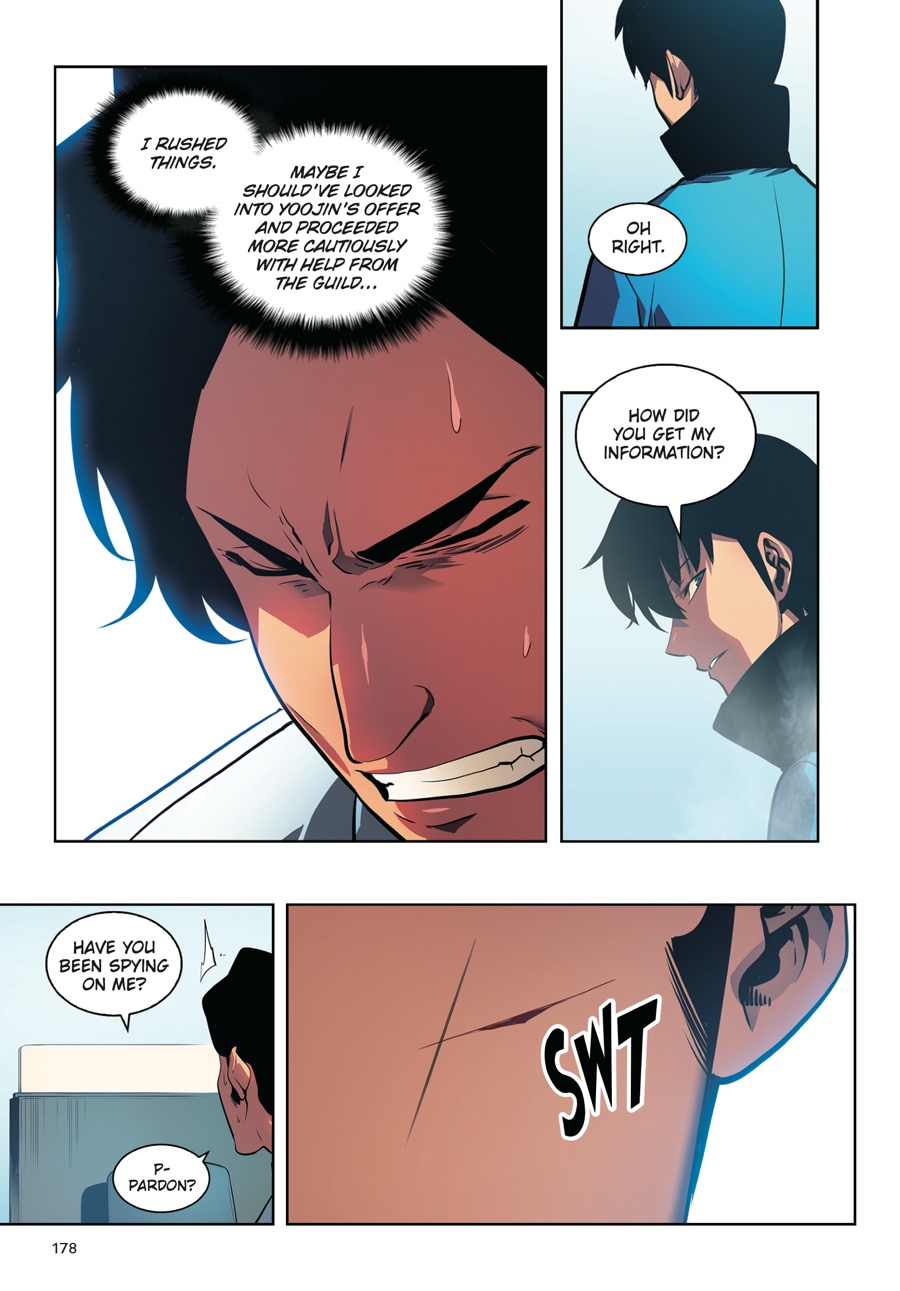 I RUSHED
THINGS.
MAYBE I
SHOULD'VE LOOKED
INTO YOOJIN'S OFFER
AND PROCEEDED
MORE CAUTIOUSLY
WITH HELP FROM
THE GUILD...
OH
RIGHT.
HOW DID
YOU GET MY
INFORMATION?
HAVE YOU
BEEN SPYING
ON ME?
P-
PARDON?
SWT
178